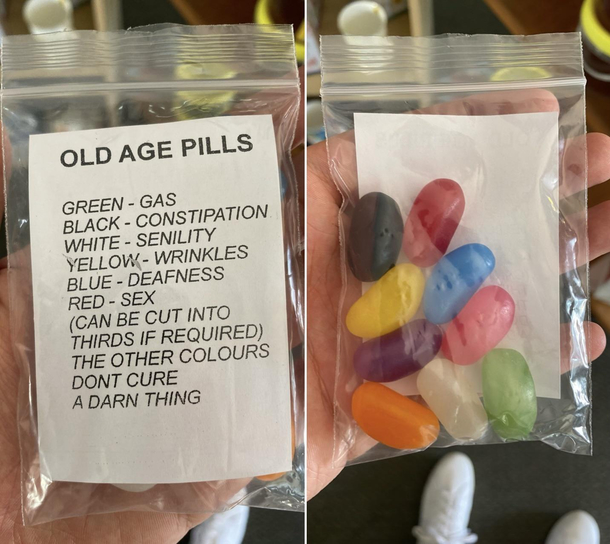 OLD AGE PILLS
GREEN - GAS
BLACK - CONSTIPATION
WHITE - SENILITY
YELLOW - WRINKLES
BLUE - DEAFNESS
RED - SEX
(CAN BE CUT INTO
THIRDS IF REQUIRED)
THE OTHER COLOURS
DONT CURE
A DARN THING